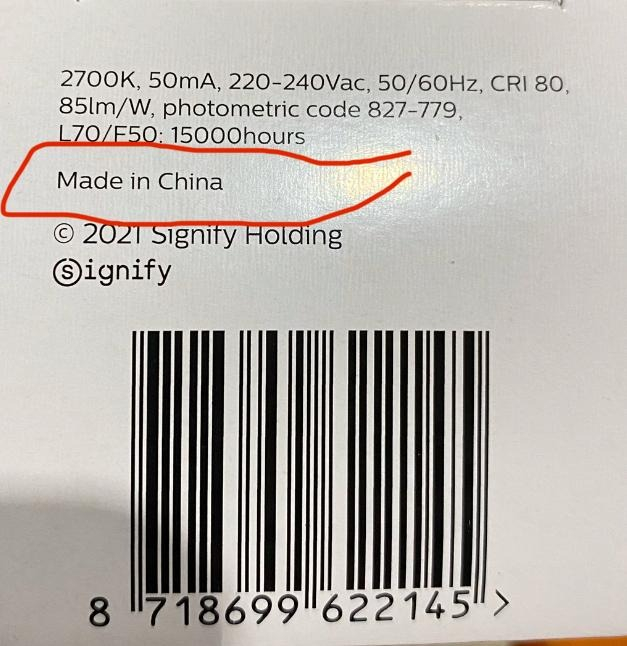 2700K, 50mA, 220-240Vac, 50/60Hz, CRI 80,
85lm/W, photometric code 827-779,
L70/F50: 15000hours
Made in China
© 2021 Signify Holding
Ⓢignify
8 718699 622145 >